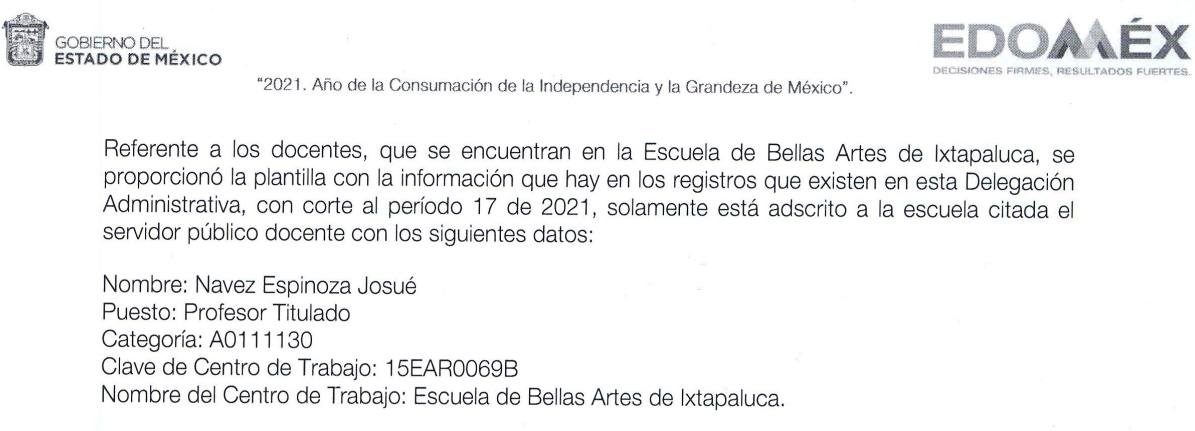 GOBIERNO DEL
ESTADO DE MÉXICO
EDOMÉX
DECISIONES FIRMES, RESULTADOS FUERTES.
"2021. Año de la Consumación de la Independencia y la Grandeza de México".
Referente a los docentes, que se encuentran en la Escuela de Bellas Artes de Ixtapaluca, se
proporcionó la plantilla con la información que hay en los registros que existen en esta Delegación
Administrativa, con corte al período 17 de 2021, solamente está adscrito a la escuela citada el
servidor público docente con los siguientes datos:
Nombre: Navez Espinoza Josué
Puesto: Profesor Titulado
Categoría: A0111130
Clave de Centro de Trabajo: 15EAR0069B
Nombre del Centro de Trabajo: Escuela de Bellas Artes de Ixtapaluca.